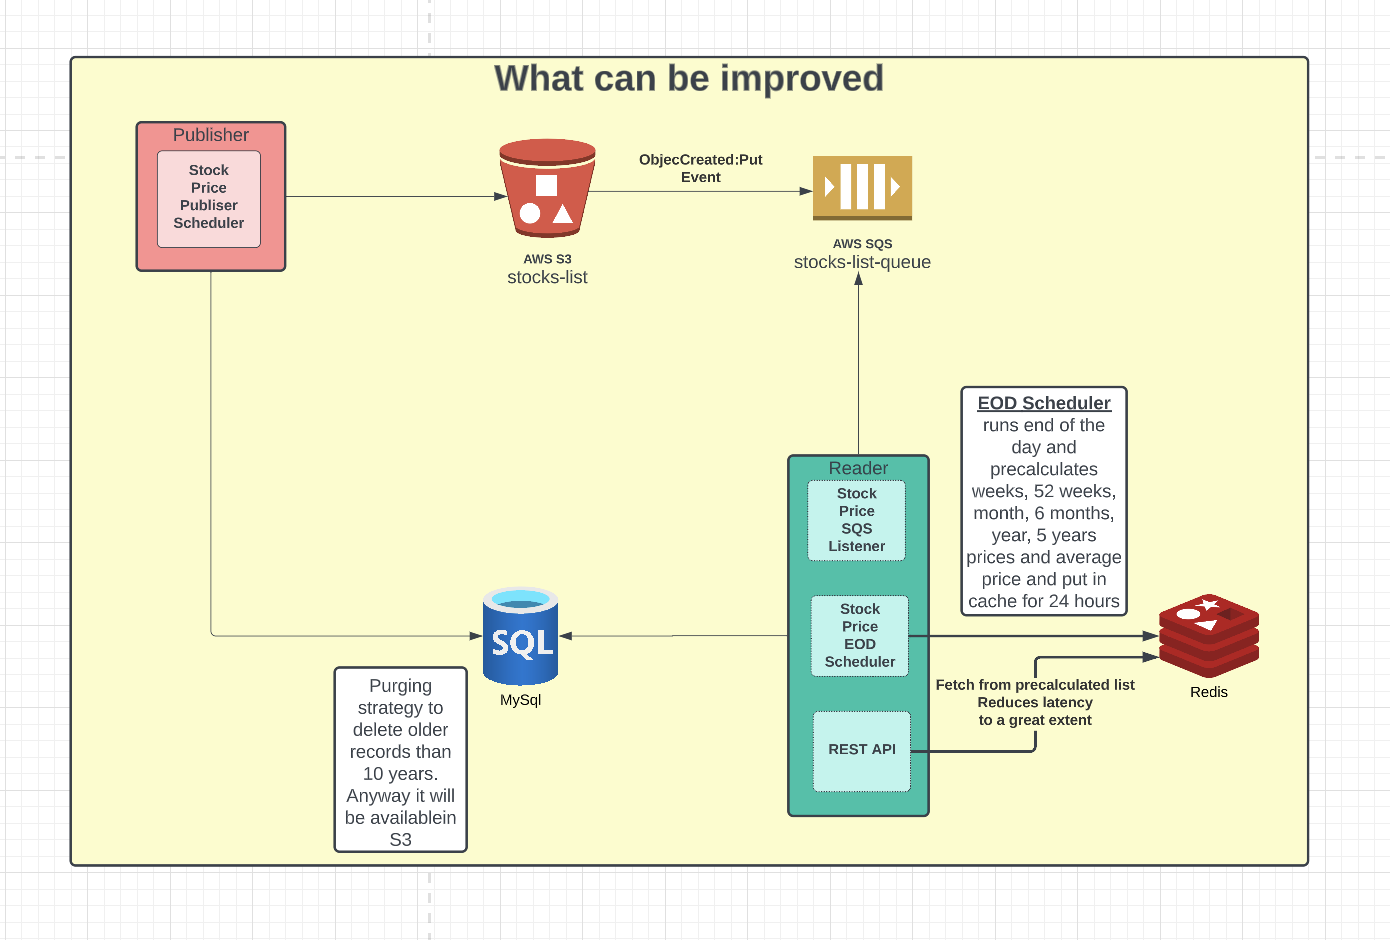 What can be improved
Publisher
Stock
Price
Publiser
Scheduler
ObjecCreated:Put
Event
AWS S3
stocks-list
AWS SQS
stocks-list-queue
EOD Scheduler
runs end of the
day and
precalculates
weeks, 52 weeks,
month, 6 months,
year, 5 years
prices and average
price and put in
cache for 24 hours
Reader
Stock
Price
SQS
Listener
Stock
Price
EOD
Scheduler
REST API
SQL
MySql
Purging
strategy to
delete older
records than
10 years.
Anyway it will
be availablein
S3
Fetch from precalculated list
Reduces latency
to a great extent
Redis